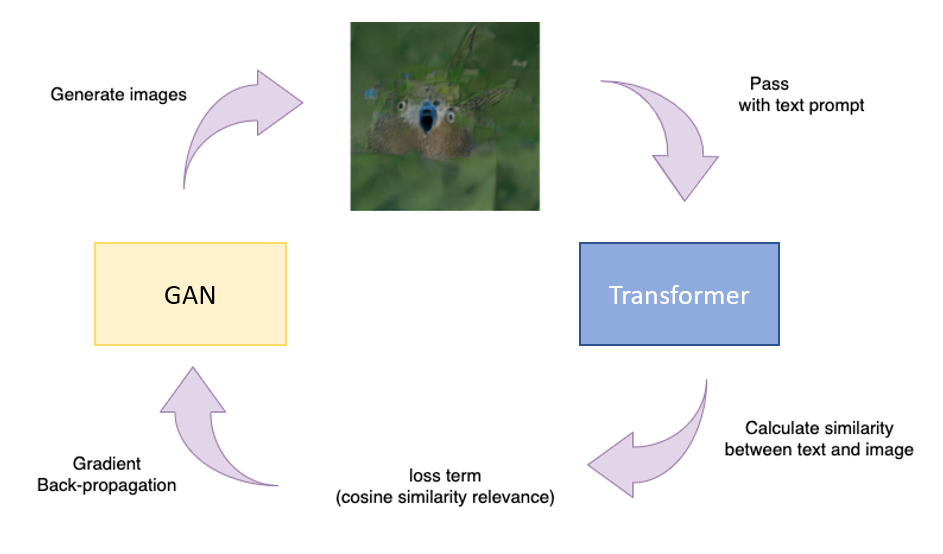 Generate images
Pass
with text prompt
GAN
Transformer
Calculate similarity
between text and image
loss term
(cosine similarity relevance)
Gradient
Back-propagation